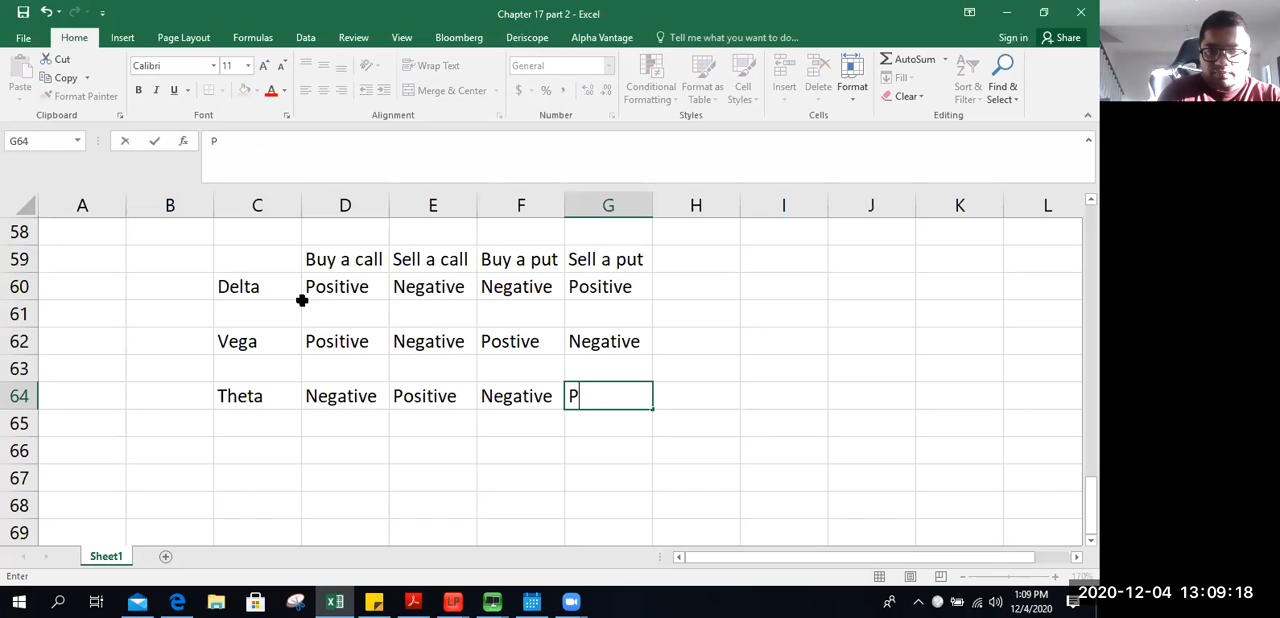 Chapter 17 part 2 - Excel
File Home Insert Page Layout Formulas Data Review View Bloomberg Deriscope Alpha Vantage Tell me what you want to do... Sign in Share
Paste Cut Copy Format Painter Clipboard
Calibri 11 B I U A Font
Wrap Text Merge & Center Alignment
General $ % , Number
Conditional Formatting Format as Table Cell Styles Styles
Insert Delete Format Cells
AutoSum Fill Clear Sort & Filter Find & Select Editing
G64 fx P
A B C D E F G H I J K L
58
59 Buy a call Sell a call Buy a put Sell a put
60 Delta Positive Negative Negative Positive
61
62 Vega Positive Negative Postive Negative
63
64 Theta Negative Positive Negative P
65
66
67
68
69
Sheet1
Enter 170%
1:09 PM
12/4/2020
2020-12-04 13:09:18